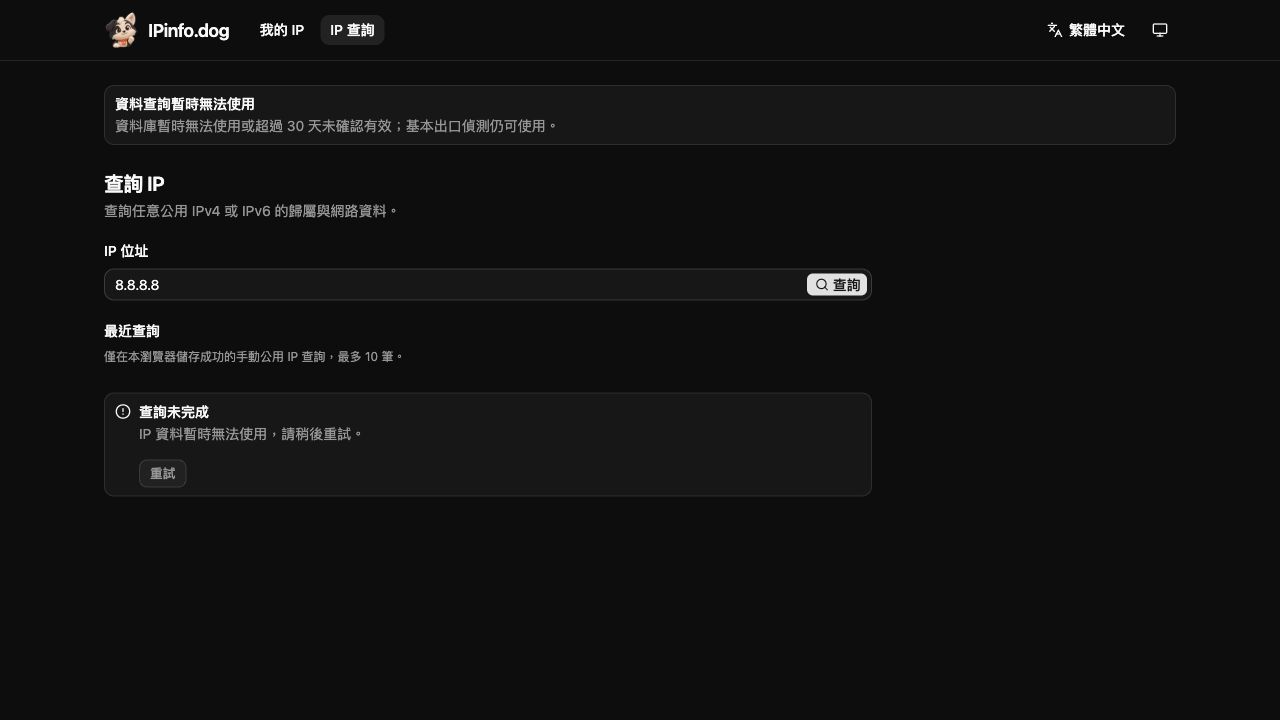 IPinfo.dog
我的 IP
IP 查詢
繁體中文
資料查詢暫時無法使用
資料庫暫時無法使用或超過 30 天未確認有效；基本出口偵測仍可使用。
查詢 IP
查詢任意公用 IPv4 或 IPv6 的歸屬與網路資料。
IP 位址
8.8.8.8
查詢
最近查詢
僅在本瀏覽器儲存成功的手動公用 IP 查詢，最多 10 筆。
查詢未完成
IP 資料暫時無法使用，請稍後重試。
重試